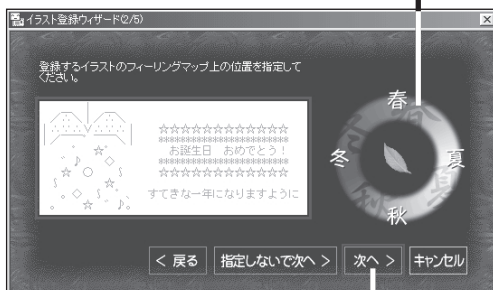 イラスト登録ウィザード(2/5)
登録するイラストのフィーリングマップ上の位置を指定して
ください。
☆☆☆☆☆☆☆☆☆☆☆☆
お誕生日 おめでとう!
☆☆☆☆☆☆☆☆☆☆☆☆
すてきな一年になりますように
春
冬
夏
秋
< 戻る
指定しないで次へ >
次へ >
キャンセル